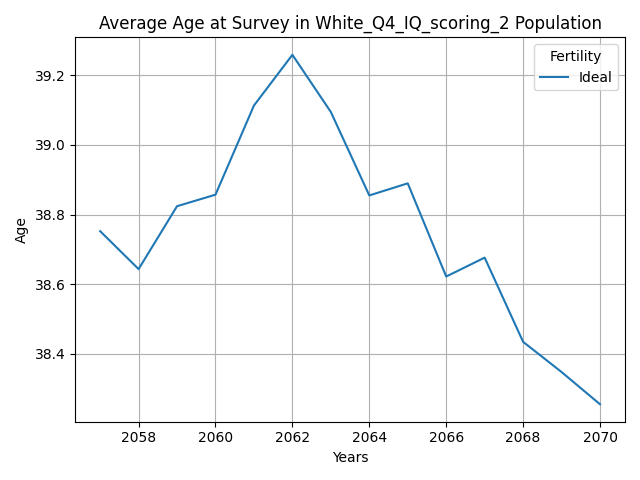 Average Age at Survey in White_Q4_IQ_scoring_2 Population
Fertility
Ideal
39.2
39.0
38.8
38.6
38.4
Age
2058 2060 2062 2064 2066 2068 2070
Years